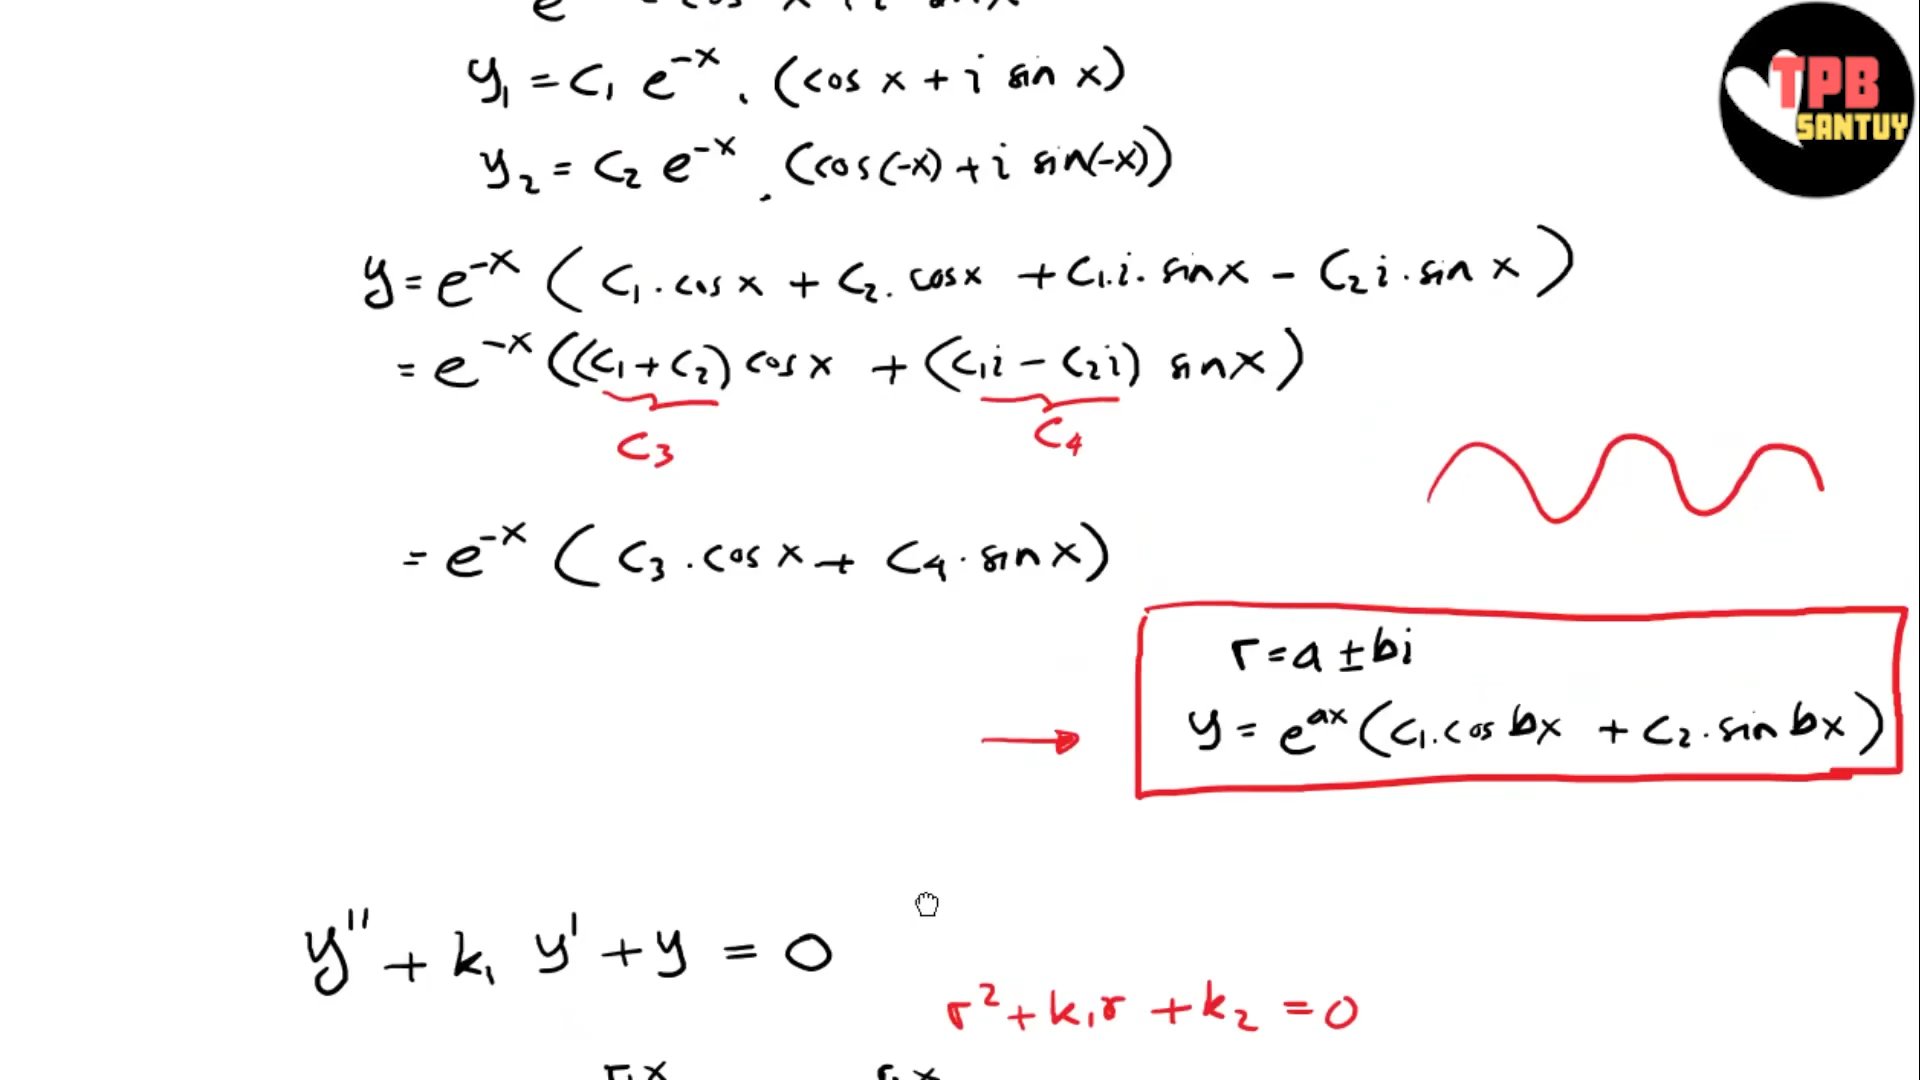 e cos x + i sin x
y₁ = C₁ e^{-x} . (cos x + i sin x)
TPB
SANTUY
y₂ = C₂ e^{-x} . (cos(-x) + i sin(-x))
y = e^{-x} ( C₁ . cos x + C₂ . cos x + C₁.i. sin x - C₂ i . sin x )
= e^{-x} ((C₁ + C₂) cos x + (C₁i - C₂i) sin x )
C₃ C₄
= e^{-x} ( C₃ . cos x + C₄ . sin x)
r = a ± bi
y = e^{ax} (C₁. cos bx + C₂ . sin bx )
y'' + k₁ y' + y = 0
r² + k₁r + k₂ = 0